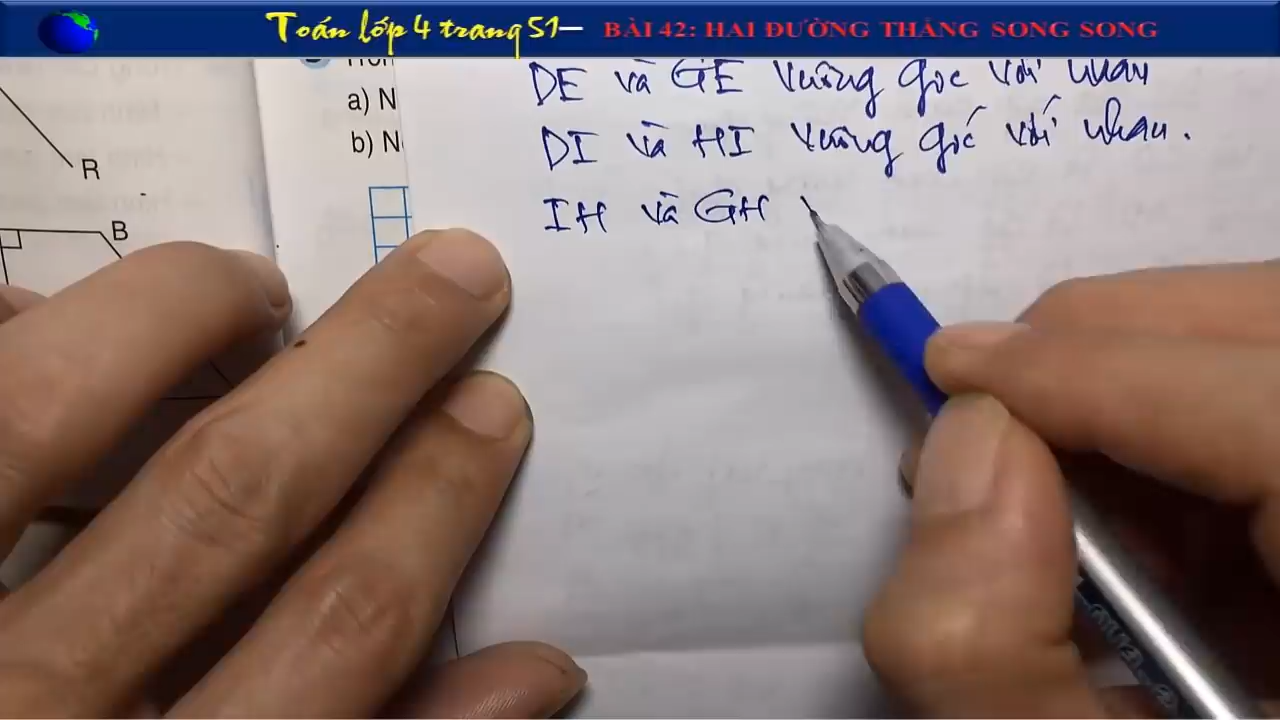 Toán lớp 4 trang 51– BÀI 42: HAI ĐƯỜNG THẲNG SONG SONG
R
B
a) N
b) N
DE và GE vuông góc với nhau
DI và HI vuông góc với nhau.
IH và GH